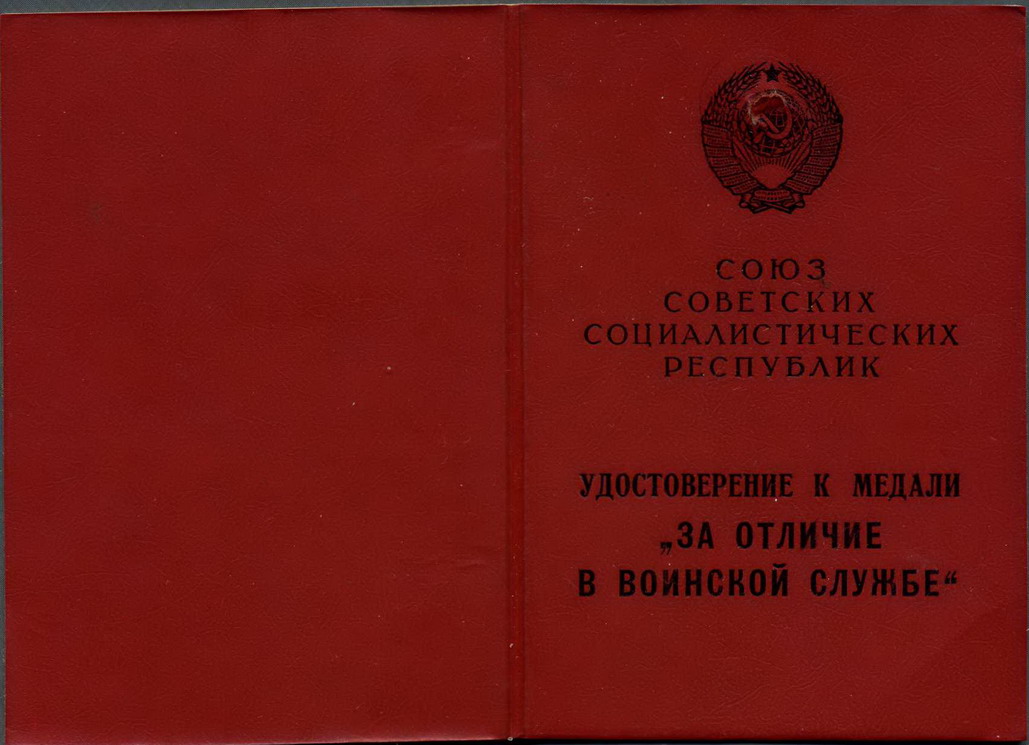 СОЮЗ
СОВЕТСКИХ
СОЦИАЛИСТИЧЕСКИХ
РЕСПУБЛИК
УДОСТОВЕРЕНИЕ К МЕДАЛИ
„ЗА ОТЛИЧИЕ
В ВОИНСКОЙ СЛУЖБЕ“